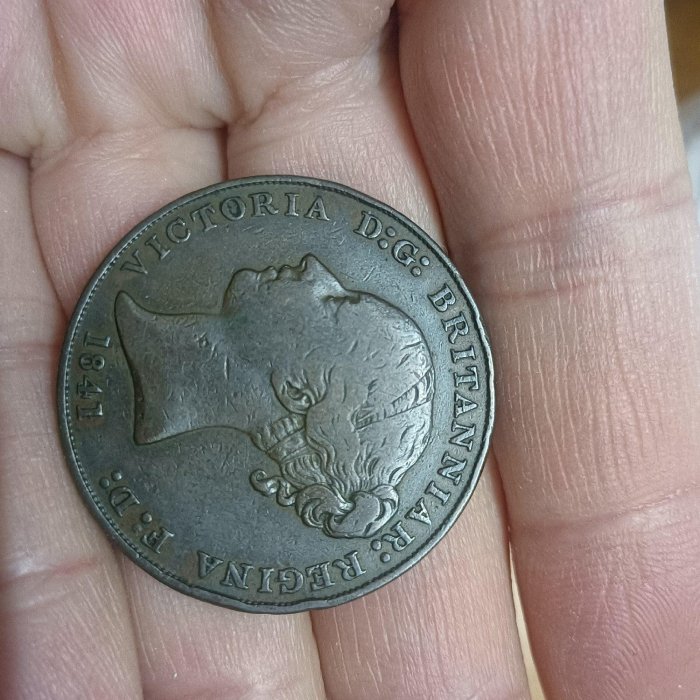 VICTORIA D:G: BRITANNIAR: REGINA F:D:
1841